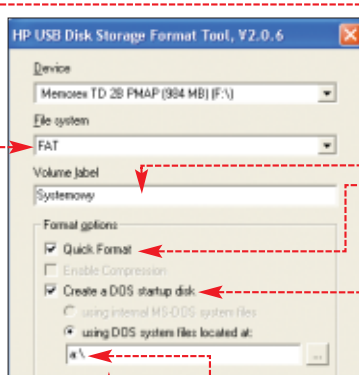 HP USB Disk Storage Format Tool, V2.0.6
Device
Memorex TD 2B PMAP (984 MB) (F:\)
File system
FAT
Volume label
Systemowy
Format options
Quick Format
Enable Compression
Create a DOS startup disk
using internal MS-DOS system files
using DOS system files located at:
a:\
...